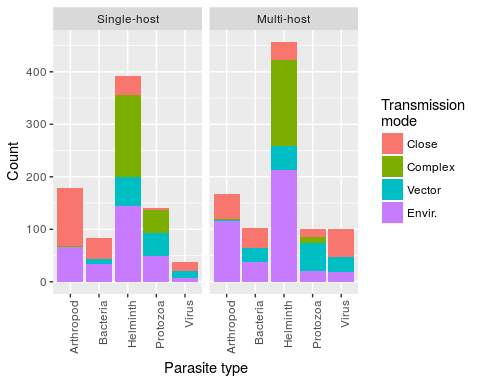 Single-host Multi-host
Count
400
300
200
100
0
Arthropod Bacteria Helminth Protozoa Virus Arthropod Bacteria Helminth Protozoa Virus
Parasite type
Transmission
mode
Close
Complex
Vector
Envir.